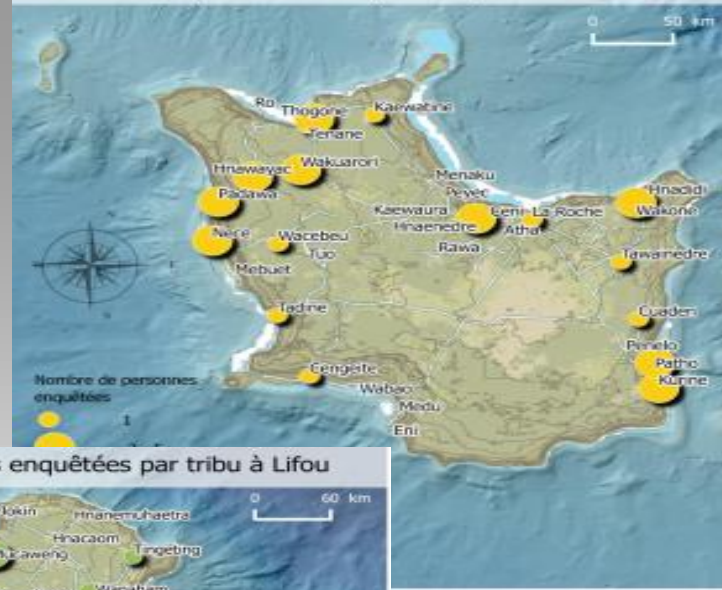 0 50 km
Ro
Thogone
Kaewatine
Tenane
Hnawayac
Wakuarori
Padawa
Menaku
Peyec
Hnadidi
Kaewaura
Ceni-La Roche
Wakone
Nece
Wacebeu
Hnaenedre
Atha
Tuo
Rawa
Tawainedre
Mebuet
Tadine
Cuaden
Penelo
Cengeite
Patho
Nombre de personnes
enquêtées
Wabao
Kurine
1
Medu
Eni
enquêtées par tribu à Lifou
0 60 km
Hnanemuhaetra
Hnacaom
Tingeting